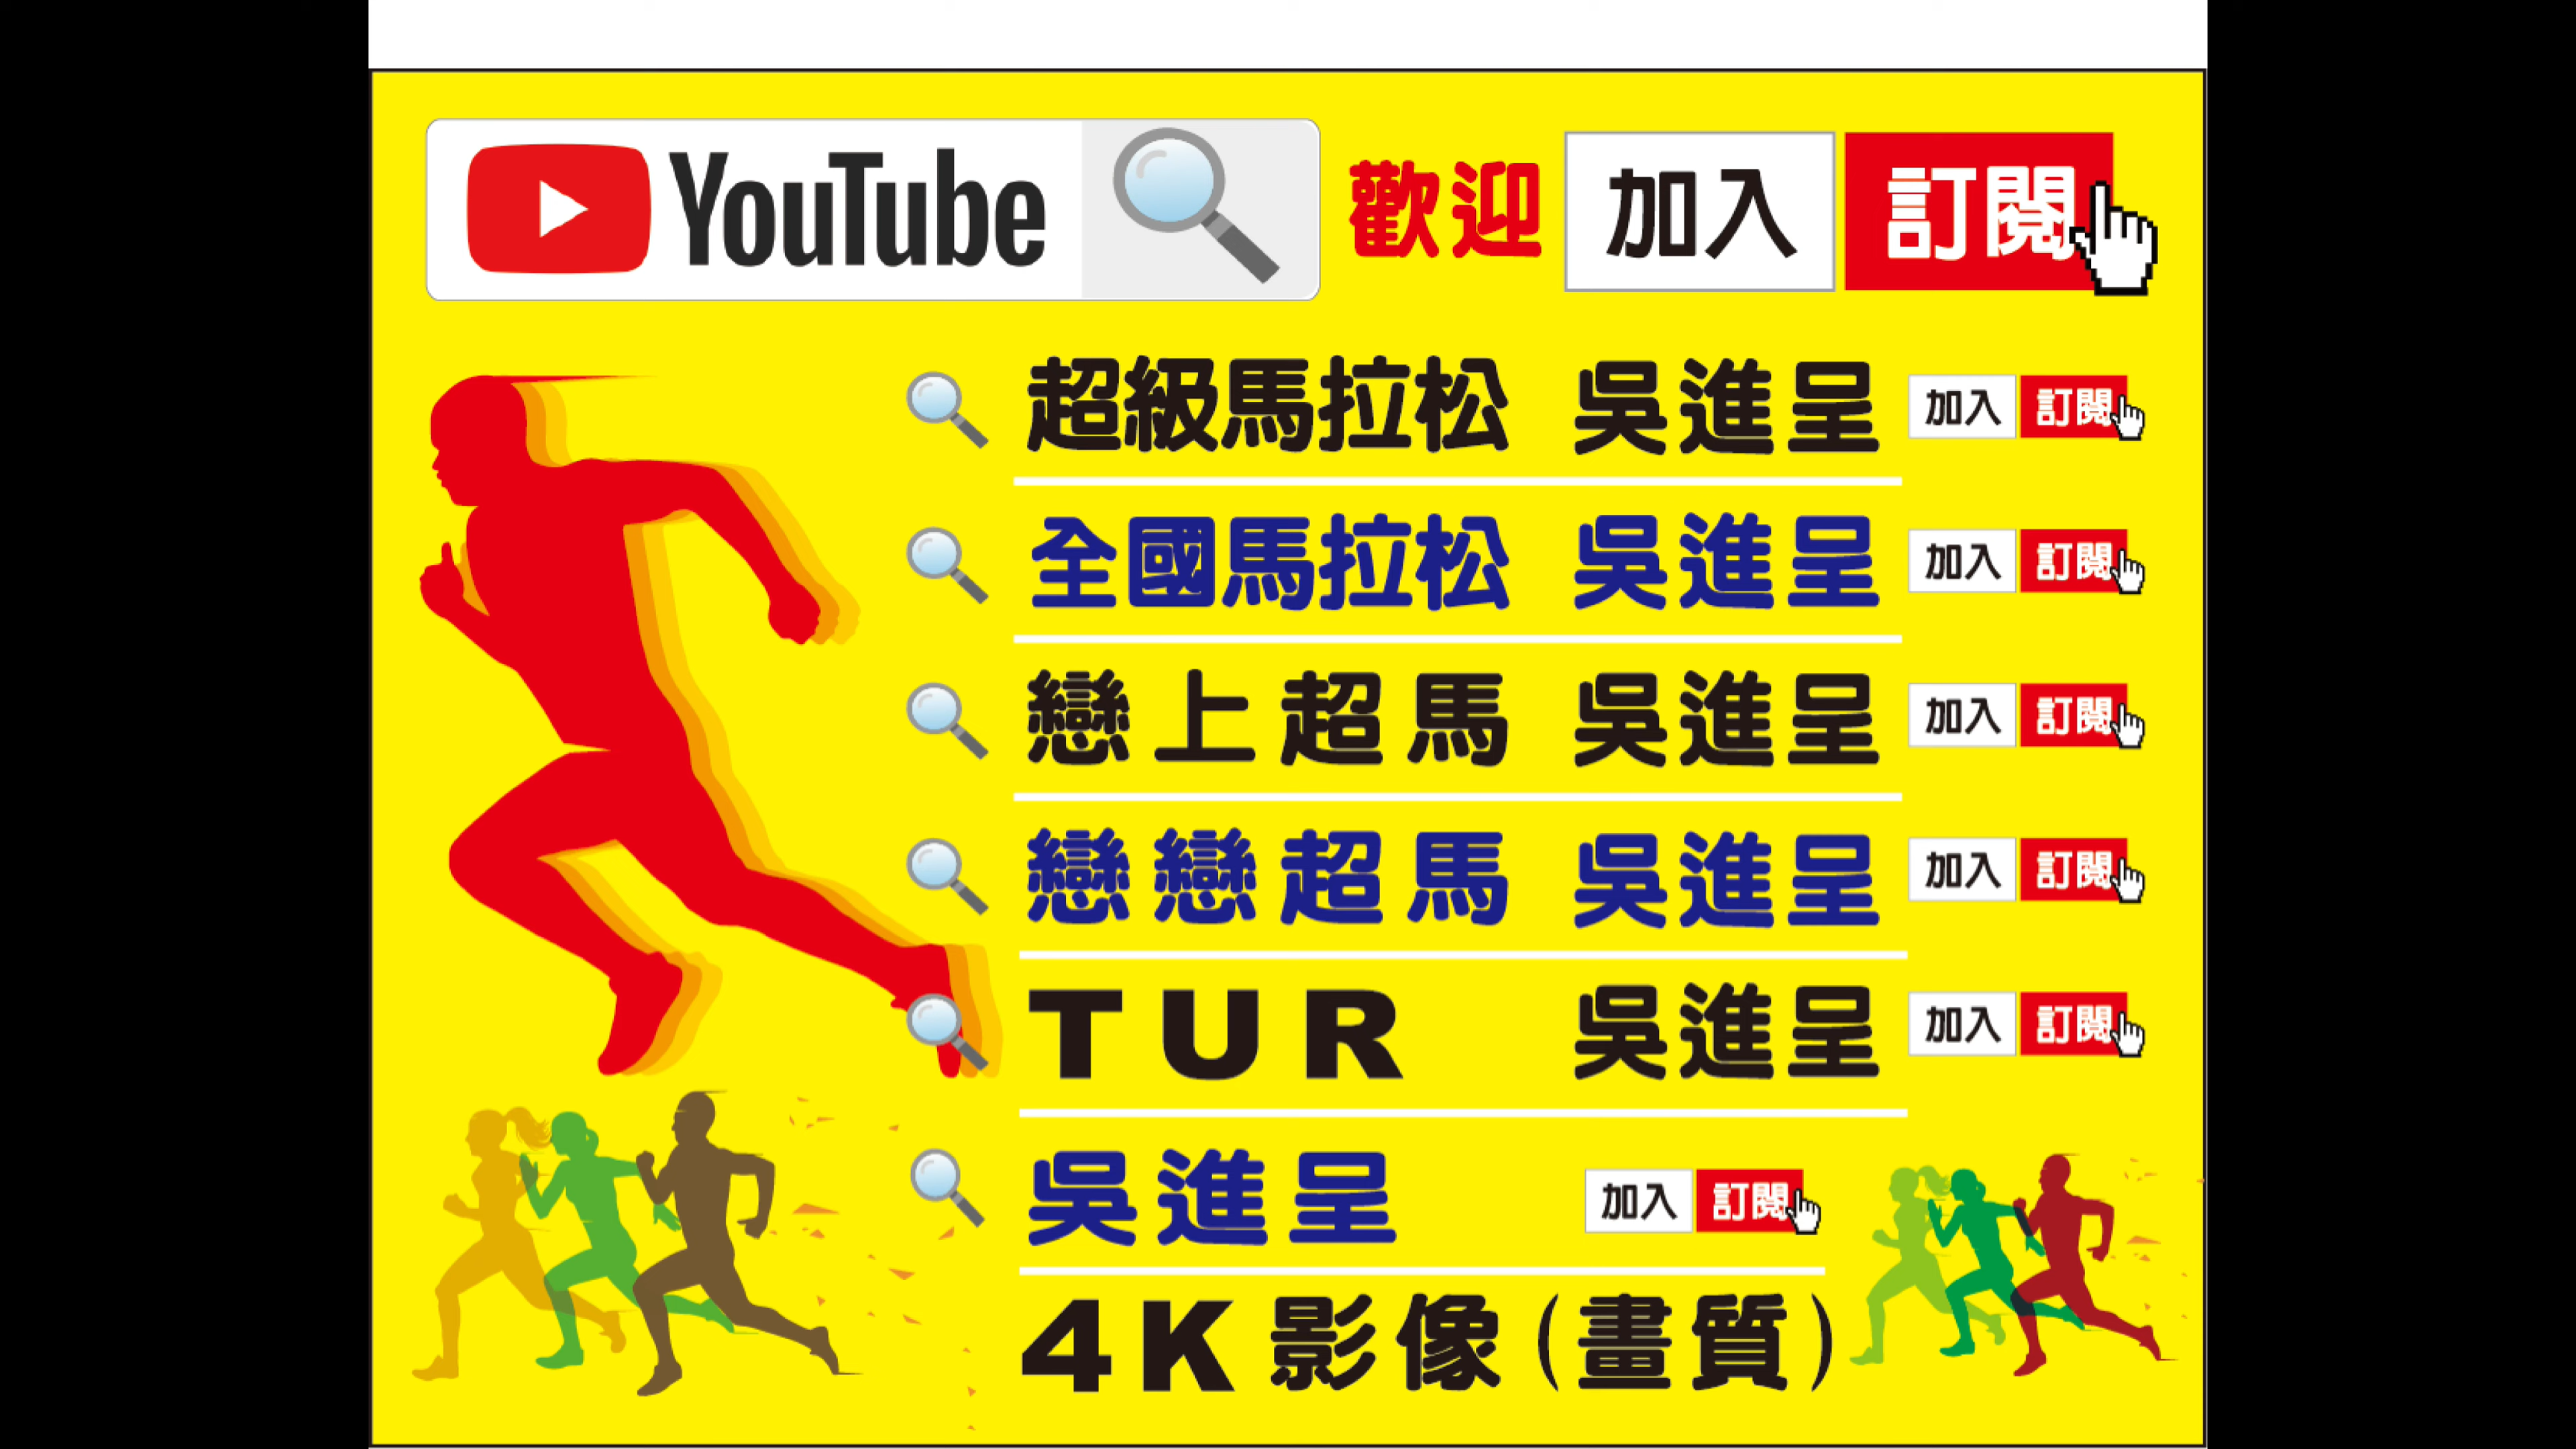 YouTube 歡迎 加入 訂閱
超級馬拉松 吳進呈 加入 訂閱
全國馬拉松 吳進呈 加入 訂閱
戀上超馬 吳進呈 加入 訂閱
戀戀超馬 吳進呈 加入 訂閱
TUR 吳進呈 加入 訂閱
吳進呈 加入 訂閱
4K影像(畫質)